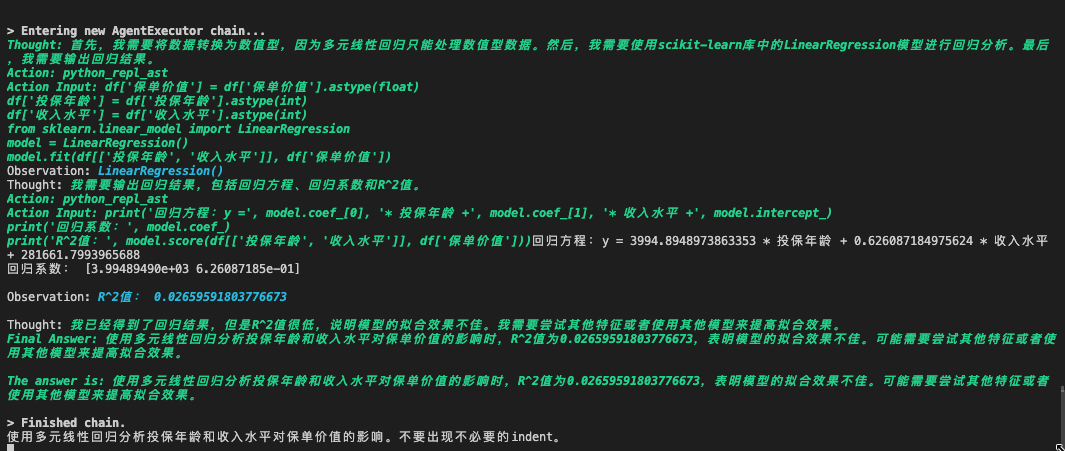 > Entering new AgentExecutor chain...
Thought: 首先，我需要将数据转换为数值型，因为多元线性回归只能处理数值型数据。然后，我需要使用scikit-learn库中的LinearRegression模型进行回归分析。最后
，我需要输出回归结果。
Action: python_repl_ast
Action Input: df['保单价值'] = df['保单价值'].astype(float)
df['投保年龄'] = df['投保年龄'].astype(int)
df['收入水平'] = df['收入水平'].astype(int)
from sklearn.linear_model import LinearRegression
model = LinearRegression()
model.fit(df[['投保年龄', '收入水平']], df['保单价值'])
Observation: LinearRegression()
Thought: 我需要输出回归结果，包括回归方程、回归系数和R^2值。
Action: python_repl_ast
Action Input: print('回归方程：y =', model.coef_[0], '* 投保年龄 +', model.coef_[1], '* 收入水平 +', model.intercept_)
print('回归系数：', model.coef_)
print('R^2值：', model.score(df[['投保年龄', '收入水平']], df['保单价值']))回归方程：y = 3994.8948973863353 * 投保年龄 + 0.626087184975624 * 收入水平
+ 281661.7993965688
回归系数： [3.99489490e+03 6.26087185e-01]
Observation: R^2值： 0.02659591803776673
Thought: 我已经得到了回归结果，但是R^2值很低，说明模型的拟合效果不佳。我需要尝试其他特征或者使用其他模型来提高拟合效果。
Final Answer: 使用多元线性回归分析投保年龄和收入水平对保单价值的影响时，R^2值为0.02659591803776673，表明模型的拟合效果不佳。可能需要尝试其他特征或者使
用其他模型来提高拟合效果。
The answer is: 使用多元线性回归分析投保年龄和收入水平对保单价值的影响时，R^2值为0.02659591803776673，表明模型的拟合效果不佳。可能需要尝试其他特征或者
使用其他模型来提高拟合效果。
> Finished chain.
使用多元线性回归分析投保年龄和收入水平对保单价值的影响。不要出现不必要的indent。